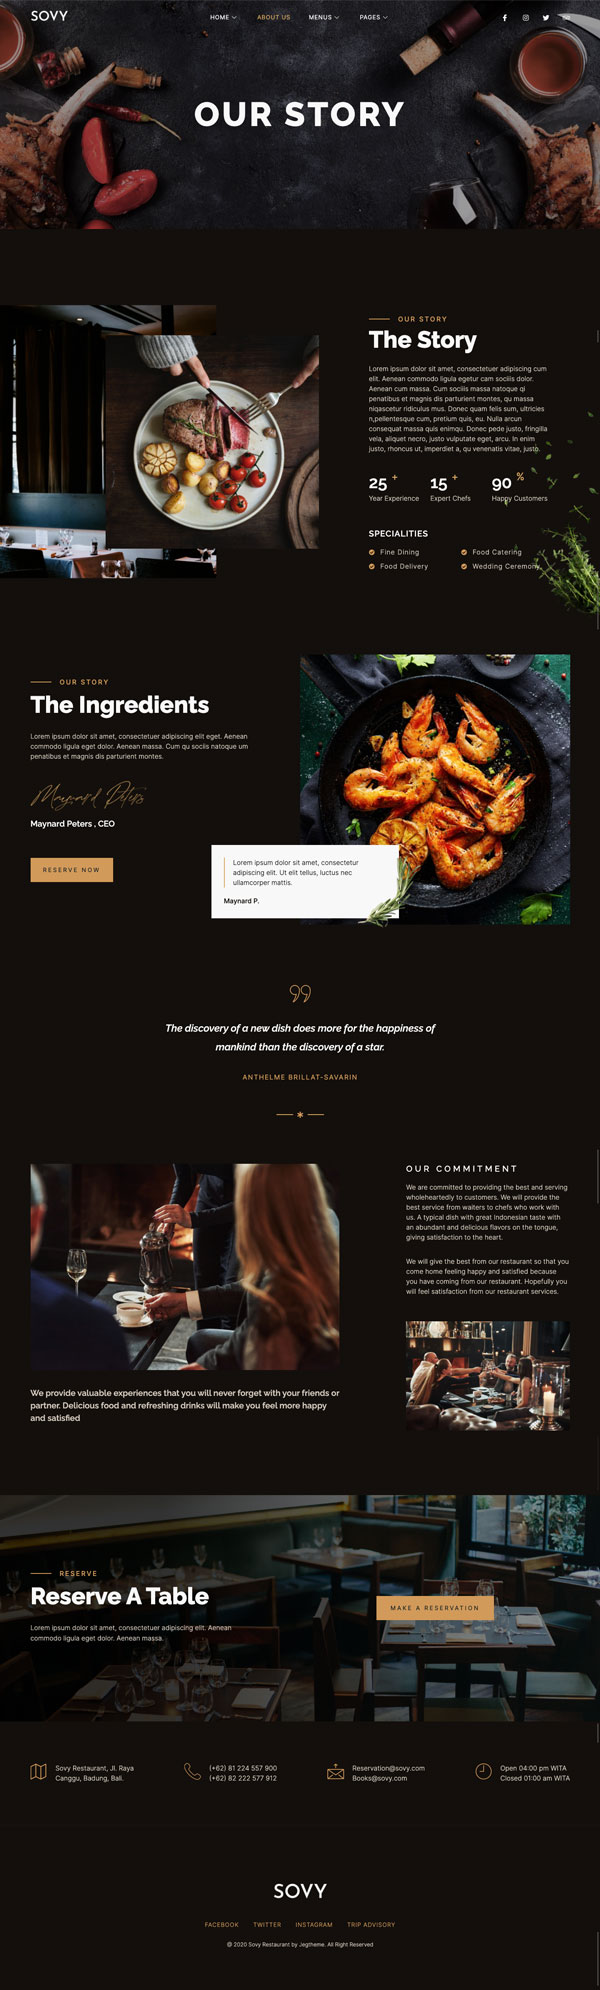 SOVY
HOME
ABOUT US
MENUS
PAGES
OUR STORY
OUR STORY
The Story
Lorem ipsum dolor sit amet, consectetuer adipiscing cum
elit. Aenean commodo ligula egetur cam sociiis dolor.
Aenean massa. Cum sociiis massa natoque qi
penatibus et magnis dis parturient montes, qu massa
niqascetur ridiculus mus. Donec quam felis sum, ultricies
n,pellentesque cum, pretium quis, eu. Nulla arcun
consequat massa quis enimqu. Donec pede justo, fringilla
vela, aliquet necro, justo vulputate eget, arcu. In enim
justo, rhoncus ut, imperdiet a, qu venenatis vitae, justo.
25 + 15 + 90 %
Year Experience Expert Chefs Happy Customers
SPECIALITIES
Fine Dining Food Catering
Food Delivery Wedding Ceremony
OUR STORY
The Ingredients
Lorem ipsum dolor sit amet, consectetuer adipiscing elit eget. Aenean
commodo ligula eget dolor. Aenean massa. Cum qu sociis natoque um
penatibus et magnis dis parturient montes.
Maynard Peters
Maynard Peters , CEO
RESERVE NOW
Lorem ipsum dolor sit amet, consectetur
adipiscing elit. Ut elit tellus, luctus nec
ullamcorper mattis.
Maynard P.
The discovery of a new dish does more for the happiness of
mankind than the discovery of a star.
ANTHELME BRILLAT-SAVARIN
OUR COMMITMENT
We are committed to providing the best and serving
wholeheartedly to customers. We will provide the
best service from waiters to chefs who work with
us. A typical dish with great Indonesian taste with
an abundant and delicious flavors on the tongue,
giving satisfaction to the heart.
We will give the best from our restaurant so that you
come home feeling happy and satisfied because
you have coming from our restaurant. Hopefully you
will feel satisfaction from our restaurant services.
We provide valuable experiences that you will never forget with your friends or
partner. Delicious food and refreshing drinks will make you feel more happy
and satisfied
RESERVE
Reserve A Table
Lorem ipsum dolor sit amet, consectetuer adipiscing elit. Aenean
commodo ligula eget dolor. Aenean massa.
MAKE A RESERVATION
Sovy Restaurant, Jl. Raya
Canggu, Badung, Bali.
(+62) 81 224 557 900
(+62) 82 222 577 912
Reservation@sovy.com
Books@sovy.com
Open 04:00 pm WITA
Closed 01:00 am WITA
SOVY
FACEBOOK TWITTER INSTAGRAM TRIP ADVISORY
@ 2020 Sovy Restaurant by Jegtheme. All Right Reserved